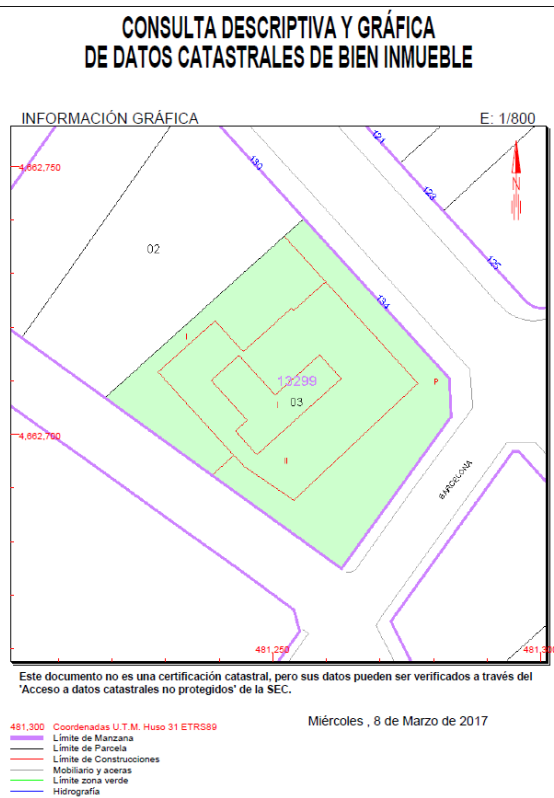 CONSULTA DESCRIPTIVA Y GRÁFICA
DE DATOS CATASTRALES DE BIEN INMUEBLE
INFORMACIÓN GRÁFICA
E: 1/800
4,662,750
130
121
123
125
N
02
134
I
13299
I
03
P
4,662,700
II
BARCELONA
481,250
481,300
Este documento no es una certificación catastral, pero sus datos pueden ser verificados a través del
'Acceso a datos catastrales no protegidos' de la SEC.
481,300 Coordenadas U.T.M. Huso 31 ETRS89
Límite de Manzana
Límite de Parcela
Límite de Construcciones
Mobiliario y aceras
Límite zona verde
Hidrografía
Miércoles , 8 de Marzo de 2017